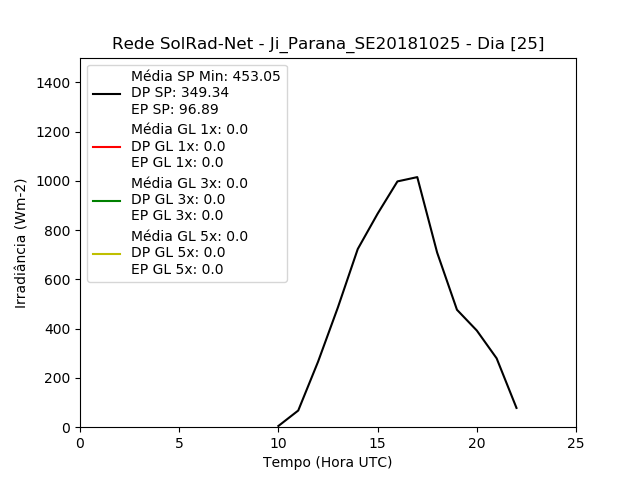 Rede SolRad-Net - Ji_Parana_SE20181025 - Dia [25]
Média SP Min: 453.05
DP SP: 349.34
EP SP: 96.89
Média GL 1x: 0.0
DP GL 1x: 0.0
EP GL 1x: 0.0
Média GL 3x: 0.0
DP GL 3x: 0.0
EP GL 3x: 0.0
Média GL 5x: 0.0
DP GL 5x: 0.0
EP GL 5x: 0.0
Irradiância (Wm-2)
1400
1200
1000
800
600
400
200
0
0 5 10 15 20 25
Tempo (Hora UTC)